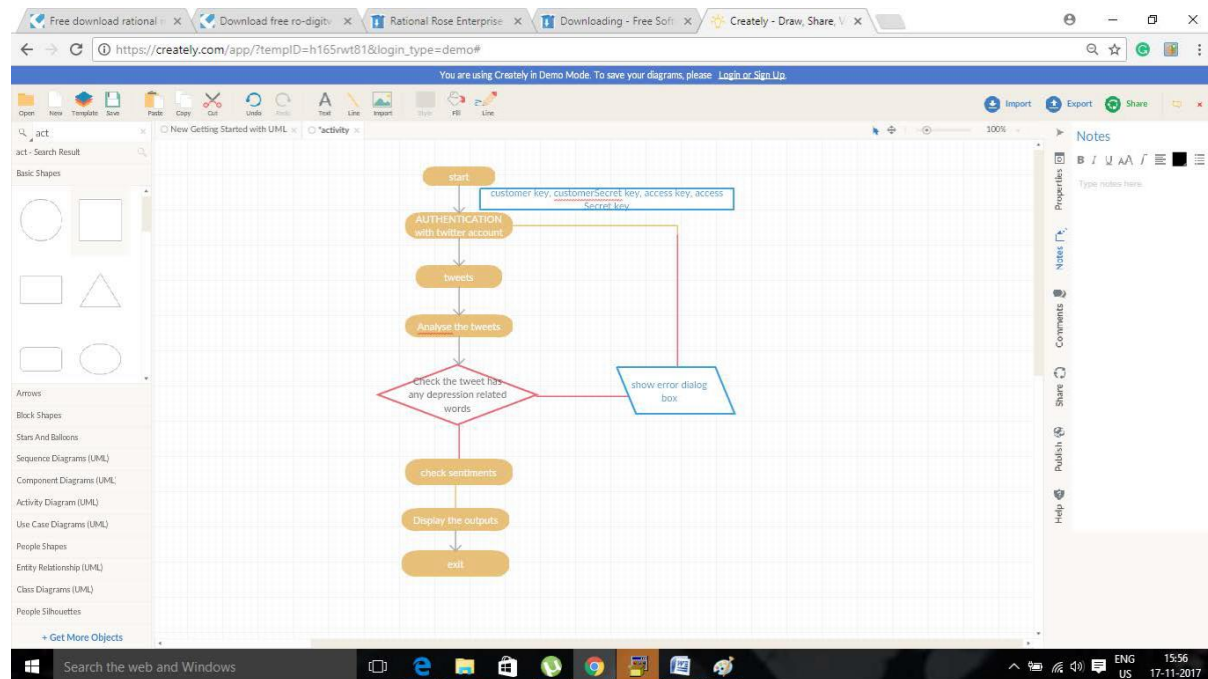 Free download rational
Download free ro-digitv
Rational Rose Enterprise
Downloading - Free Soft
Creately - Draw, Share, V
https://creately.com/app/?tempID=h165rwt81&login_type=demo#
You are using Creately in Demo Mode. To save your diagrams, please Login or Sign Up.
Open New Template Save Paste Copy Cut Undo Redo Text Line Import Style Fill Line
Import Export Share
act
New Getting Started with UML
*activity
100%
act - Search Result
Basic Shapes
Arrows
Block Shapes
Stars And Balloons
Sequence Diagrams (UML)
Component Diagrams (UML)
Activity Diagram (UML)
Use Case Diagrams (UML)
People Shapes
Entity Relationship (UML)
Class Diagrams (UML)
People Silhouettes
+ Get More Objects
start
customer key, customerSecret key, access key, access
Secret key
AUTHENTICATION
with twitter account
tweets
Analyse the tweets
Check the tweet has
any depression related
words
show error dialog
box
check sentiments
Display the outputs
exit
Properties
Notes
Comments
Share
Publish
Help
Notes
B I U
Type notes here.
Search the web and Windows
ENG
US
15:56
17-11-2017